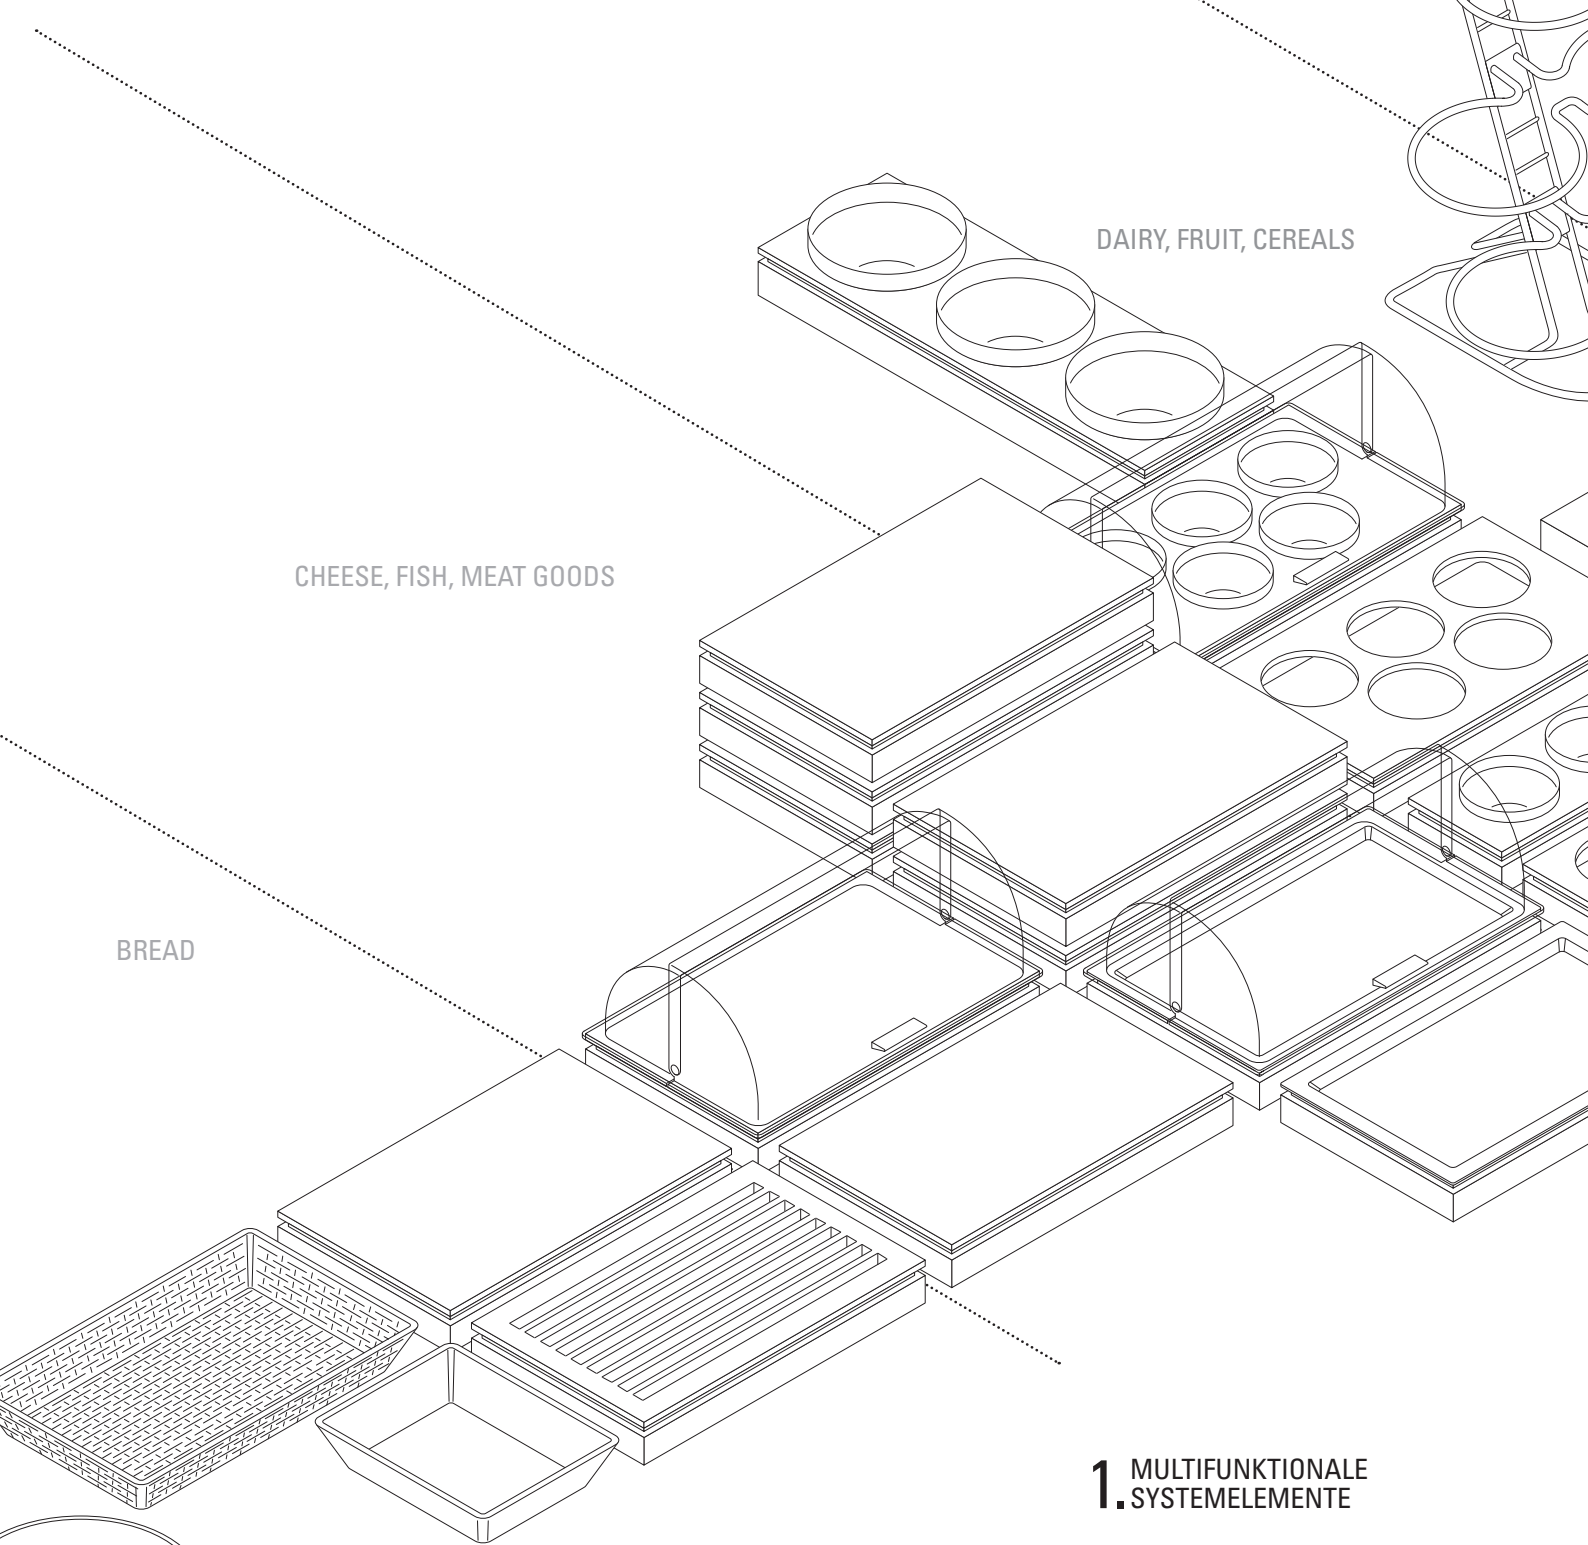 DAIRY, FRUIT, CEREALS
CHEESE, FISH, MEAT GOODS
BREAD
1. MULTIFUNKTIONALE
SYSTEMELEMENTE